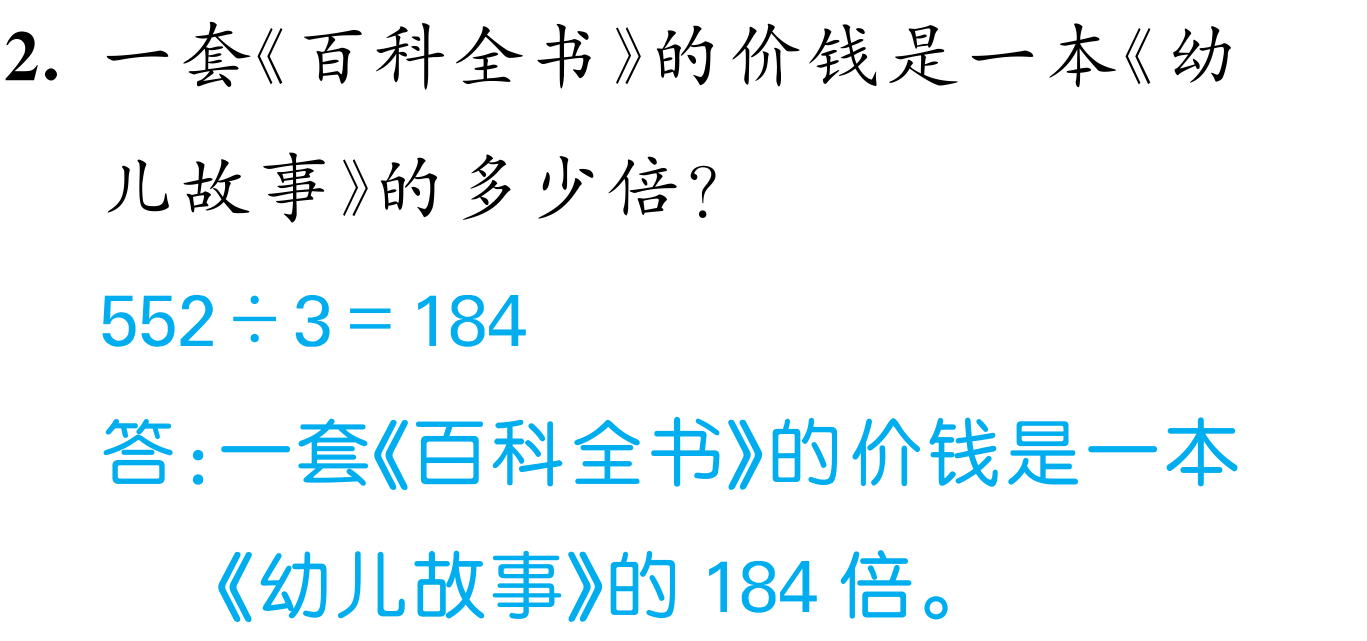 2. 一套《百科全书》的价钱是一本《幼
儿故事》的多少倍?
552÷3=184
答:一套《百科全书》的价钱是一本
《幼儿故事》的 184 倍。